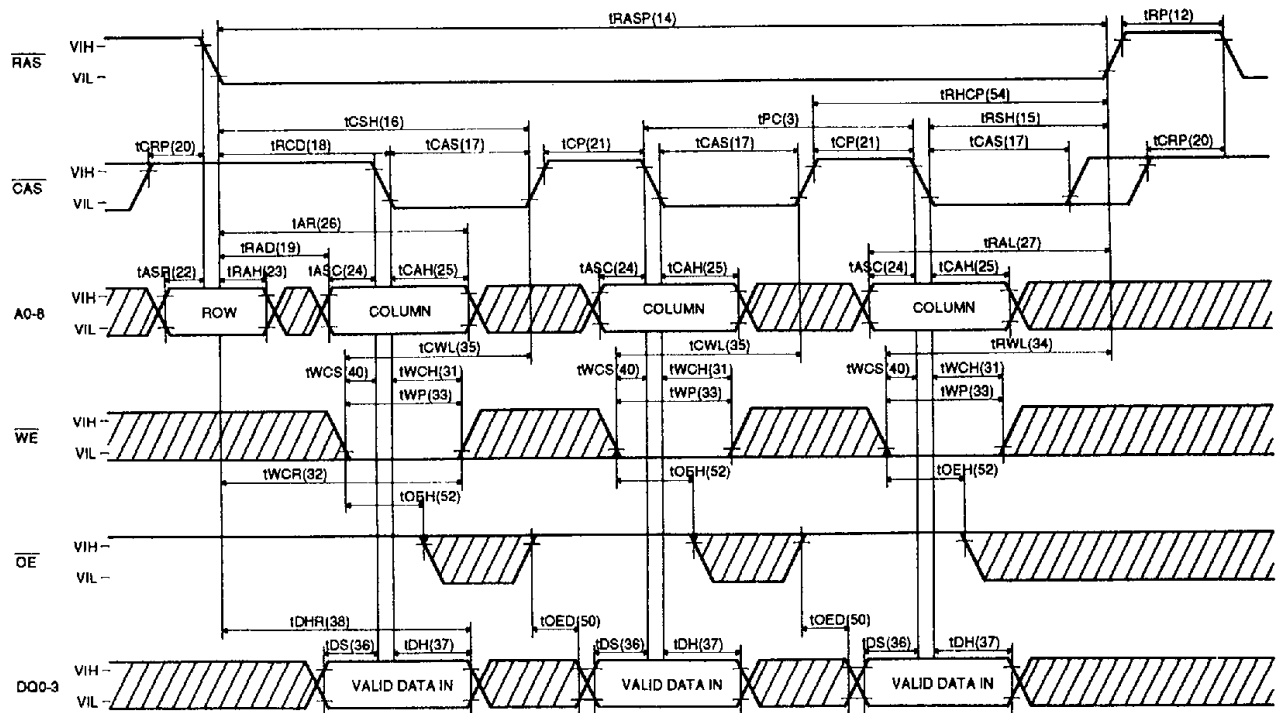 tRASP(14)
tRP(12)
RAS
VIH
VIL
tRHCP(54)
tCSH(16)
tPC(3)
tRSH(15)
tCRP(20)
tRCD(18)
tCAS(17)
tCP(21)
tCAS(17)
tCP(21)
tCAS(17)
tCRP(20)
CAS
VIH
VIL
tAR(26)
tRAD(19)
tRAL(27)
tASR(22)
tRAH(23)
tASC(24)
tCAH(25)
tASC(24)
tCAH(25)
tASC(24)
tCAH(25)
A0-8
VIH
VIL
ROW
COLUMN
COLUMN
COLUMN
tCWL(35)
tCWL(35)
tRWL(34)
tWCS(40)
tWCH(31)
tWCS(40)
tWCH(31)
tWCS(40)
tWCH(31)
tWP(33)
tWP(33)
tWP(33)
WE
VIH
VIL
tWCR(32)
tOEH(52)
tOEH(52)
tOEH(52)
OE
VIH
VIL
tDHR(38)
tOED(50)
tOED(50)
tDS(36)
tDH(37)
tDS(36)
tDH(37)
tDS(36)
tDH(37)
DQ0-3
VIH
VIL
VALID DATA IN
VALID DATA IN
VALID DATA IN